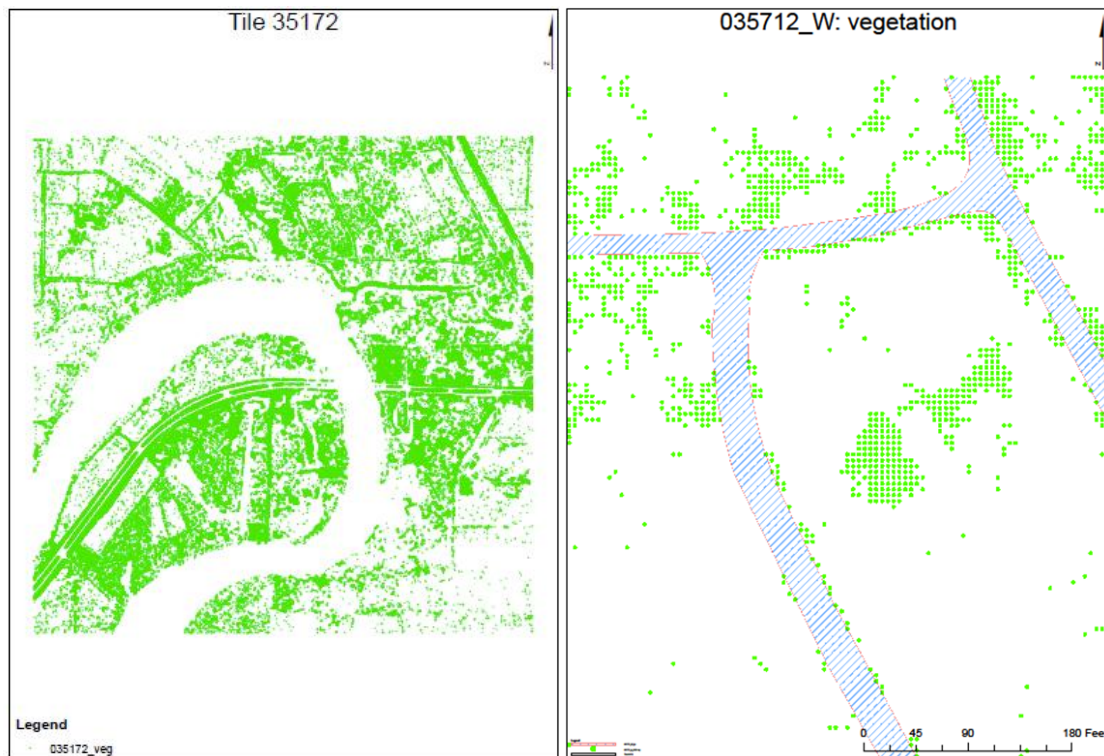 Tile 35172
N
Legend
035172_veg
035712_W: vegetation
N
0 45 90 180 Fee